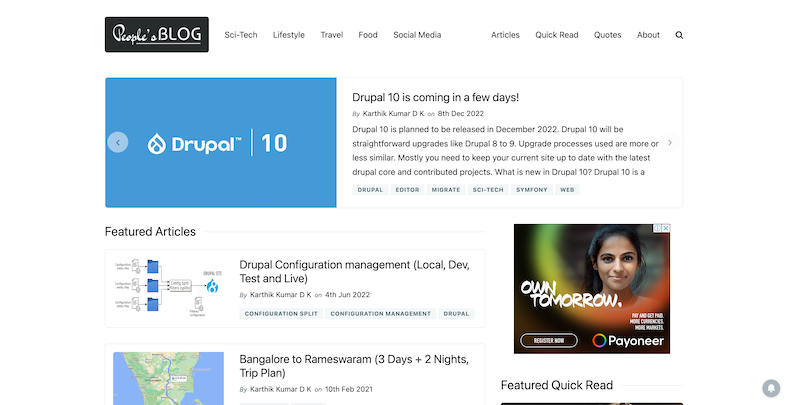 People's BLOG
Sci-Tech Lifestyle Travel Food Social Media Articles Quick Read Quotes About
Drupal™ 10
Drupal 10 is coming in a few days!
By Karthik Kumar D K on 8th Dec 2022
Drupal 10 is planned to be released in December 2022. Drupal 10 will be
straightforward upgrades like Drupal 8 to 9. Upgrade processes used are more or
less similar. Mostly you need to keep your current site up to date with the latest
drupal core and contributed projects. What is new in Drupal 10? Drupal 10 is a
DRUPAL EDITOR MIGRATE SCI-TECH SYMFONY WEB
Featured Articles
DRUPAL SITE
Drupal Configuration management (Local, Dev,
Test and Live)
By Karthik Kumar D K on 4th Jun 2022
CONFIGURATION SPLIT CONFIGURATION MANAGEMENT DRUPAL
Bangalore to Rameswaram (3 Days + 2 Nights,
Trip Plan)
By Karthik Kumar D K on 10th Feb 2021
OWN
TOMORROW.
PAY AND GET PAID.
MORE CURRENCIES.
MORE MARKETS.
REGISTER NOW
Payoneer
Featured Quick Read